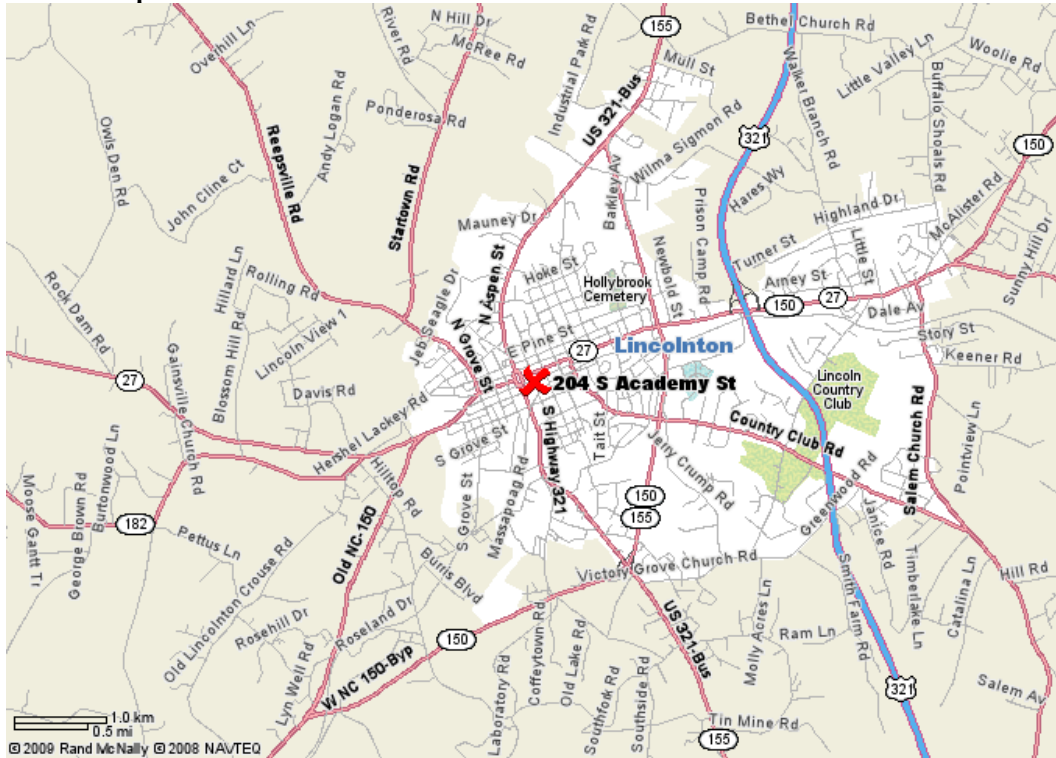 155
N Hill Dr
McRee Rd
River Rd
Overhill Ln
Industrial Park Rd
Mull St
US 321-Bus
Bethel Church Rd
Walker Branch Rd
Little Valley Ln
Woolie Rd
Buffalo Shoals Rd
150
Ponderosa Rd
Andy Logan Rd
Owls Den Rd
John Cline Ct
Reepsville Rd
Startown Rd
Wilma Sigmon Rd
Barkley Av
321
Hares Wy
Prison Camp Rd
Highland Dr
McAlister Rd
Sunny Hill Dr
Mauney Dr
N Aspen St
Hoke St
Hollybrook
Cemetery
Newbold St
Turner St
Little St
Arney St
150
27
Dale Av
Story St
Keener Rd
Rock Dam Rd
Hillard Ln
Rolling Rd
Lincoln View 1
Jeb Seagle Dr
N Grove St
E Pine St
27
Lincolnton
204 S Academy St
Lincoln
Country
Club
27
Gainsville Church Rd
Blossom Hill Rd
Davis Rd
Hershel Lackey Rd
S Grove St
S Highway 321
Tait St
Country Club Rd
Salem Church Rd
Pointview Ln
Moose Gantt Tr
George Brown Rd
Burtonwood Ln
182
Pettus Ln
Hilltop Rd
Old NC-150
S Grove St
Massapoag Rd
150
155
Jerry Crump Rd
Greenwood Rd
Janice Rd
Timberlake Ln
Catalina Ln
Hill Rd
Old Lincolnton Crouse Rd
Burris Blvd
Victory Grove Church Rd
Smith Farm Rd
Rosehill Dr
Roseland Dr
150
Coffeytown Rd
Old Lake Rd
US 321-Bus
Molly Acres Ln
Ram Ln
Lyn Well Rd
W NC 150-Byp
Laboratory Rd
Southfork Rd
Southside Rd
Tin Mine Rd
155
321
Salem Av
1.0 km
0.5 mi
© 2009 Rand McNally © 2008 NAVTEQ